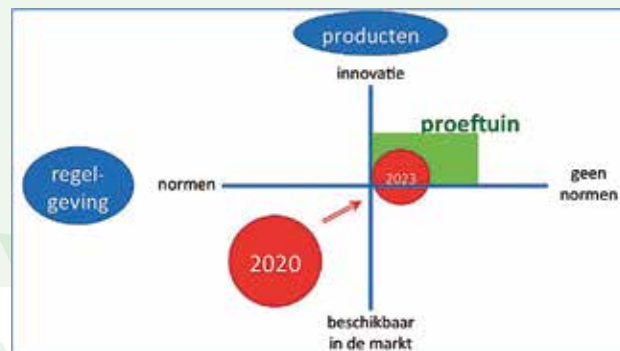 producten
innovatie
proeftuin
regel-
geving
normen
2023
geen
normen
2020
beschikbaar
in de markt